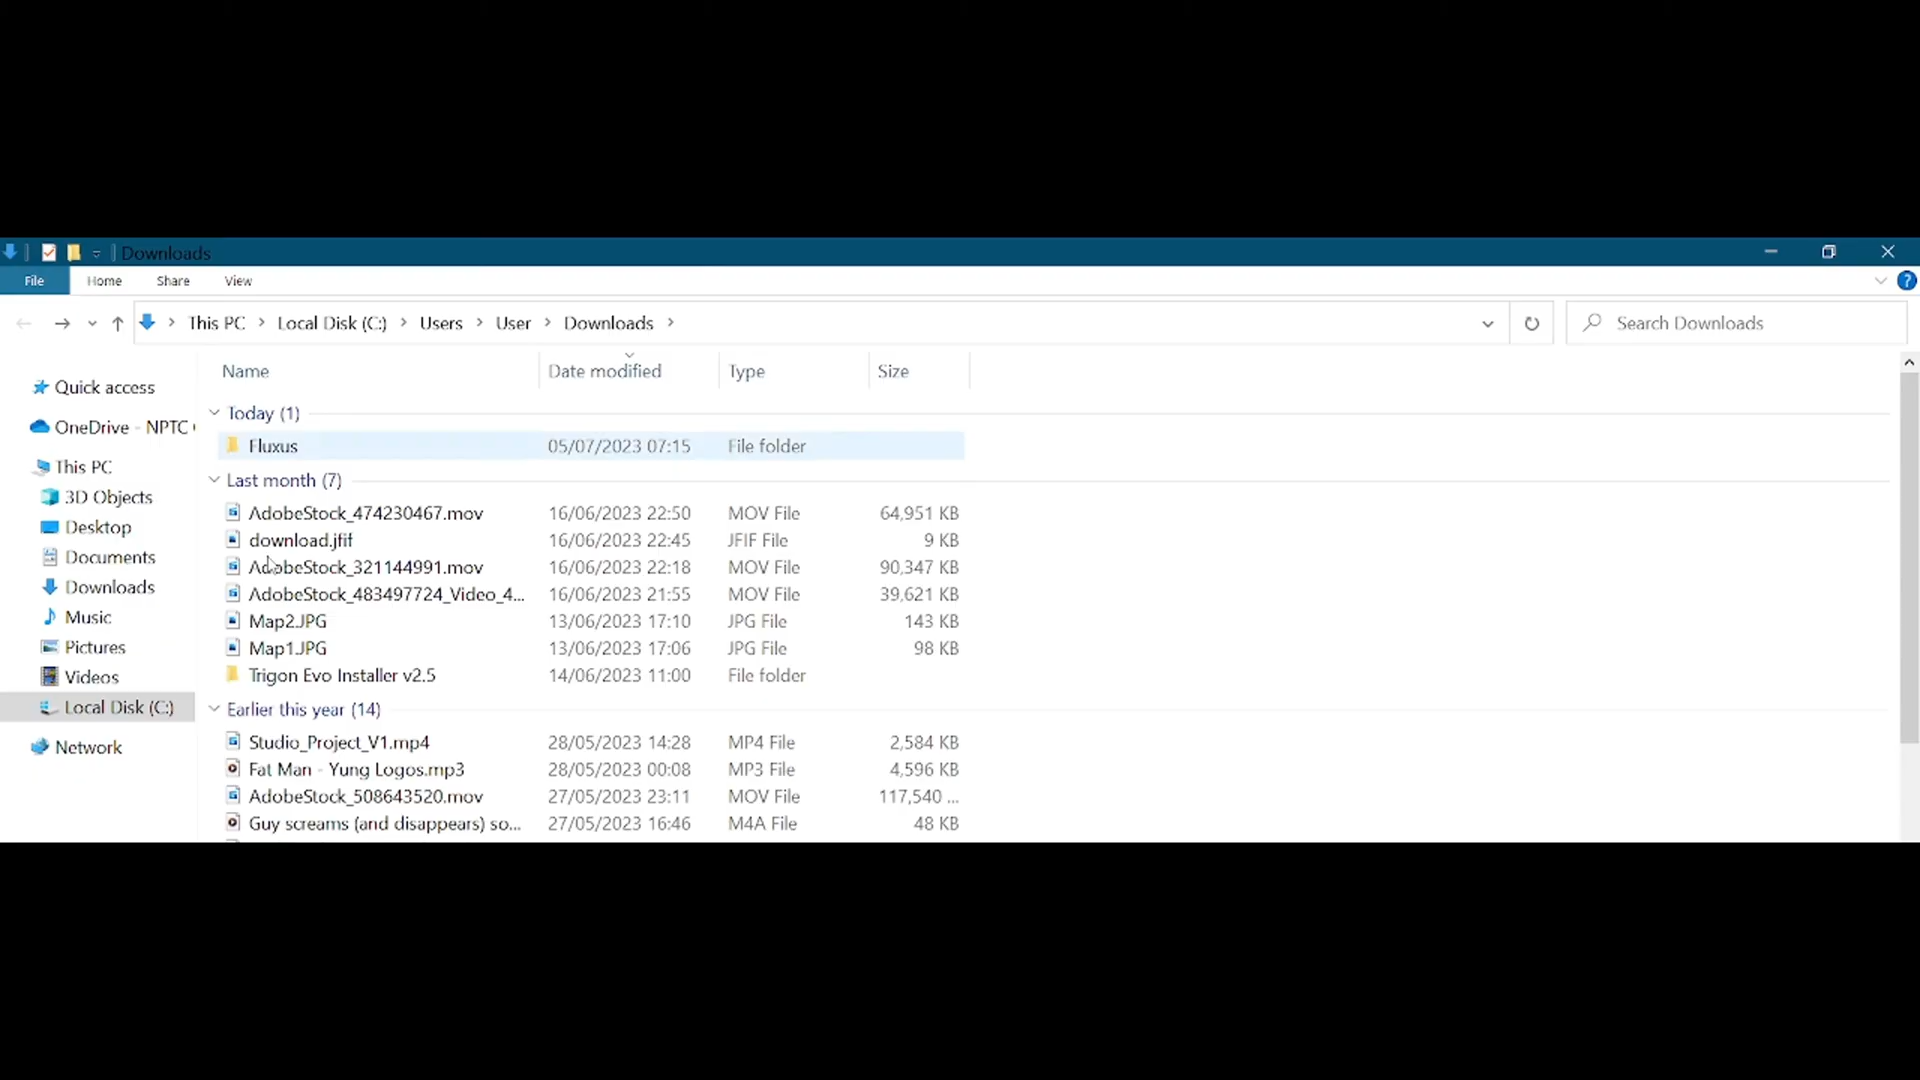 Downloads
File Home Share View
This PC Local Disk (C:) Users User Downloads Search Downloads
Name Date modified Type Size
Quick access
OneDrive - NPTC
This PC
3D Objects
Desktop
Documents
Downloads
Music
Pictures
Videos
Local Disk (C:)
Network
Today (1)
Fluxus 05/07/2023 07:15 File folder
Last month (7)
AdobeStock_474230467.mov 16/06/2023 22:50 MOV File 64,951 KB
download.jfif 16/06/2023 22:45 JFIF File 9 KB
AdobeStock_321144991.mov 16/06/2023 22:18 MOV File 90,347 KB
AdobeStock_483497724_Video_4... 16/06/2023 21:55 MOV File 39,621 KB
Map2.JPG 13/06/2023 17:10 JPG File 143 KB
Map1.JPG 13/06/2023 17:06 JPG File 98 KB
Trigon Evo Installer v2.5 14/06/2023 11:00 File folder
Earlier this year (14)
Studio_Project_V1.mp4 28/05/2023 14:28 MP4 File 2,584 KB
Fat Man - Yung Logos.mp3 28/05/2023 00:08 MP3 File 4,596 KB
AdobeStock_508643520.mov 27/05/2023 23:11 MOV File 117,540 ...
Guy screams (and disappears) so... 27/05/2023 16:46 M4A File 48 KB